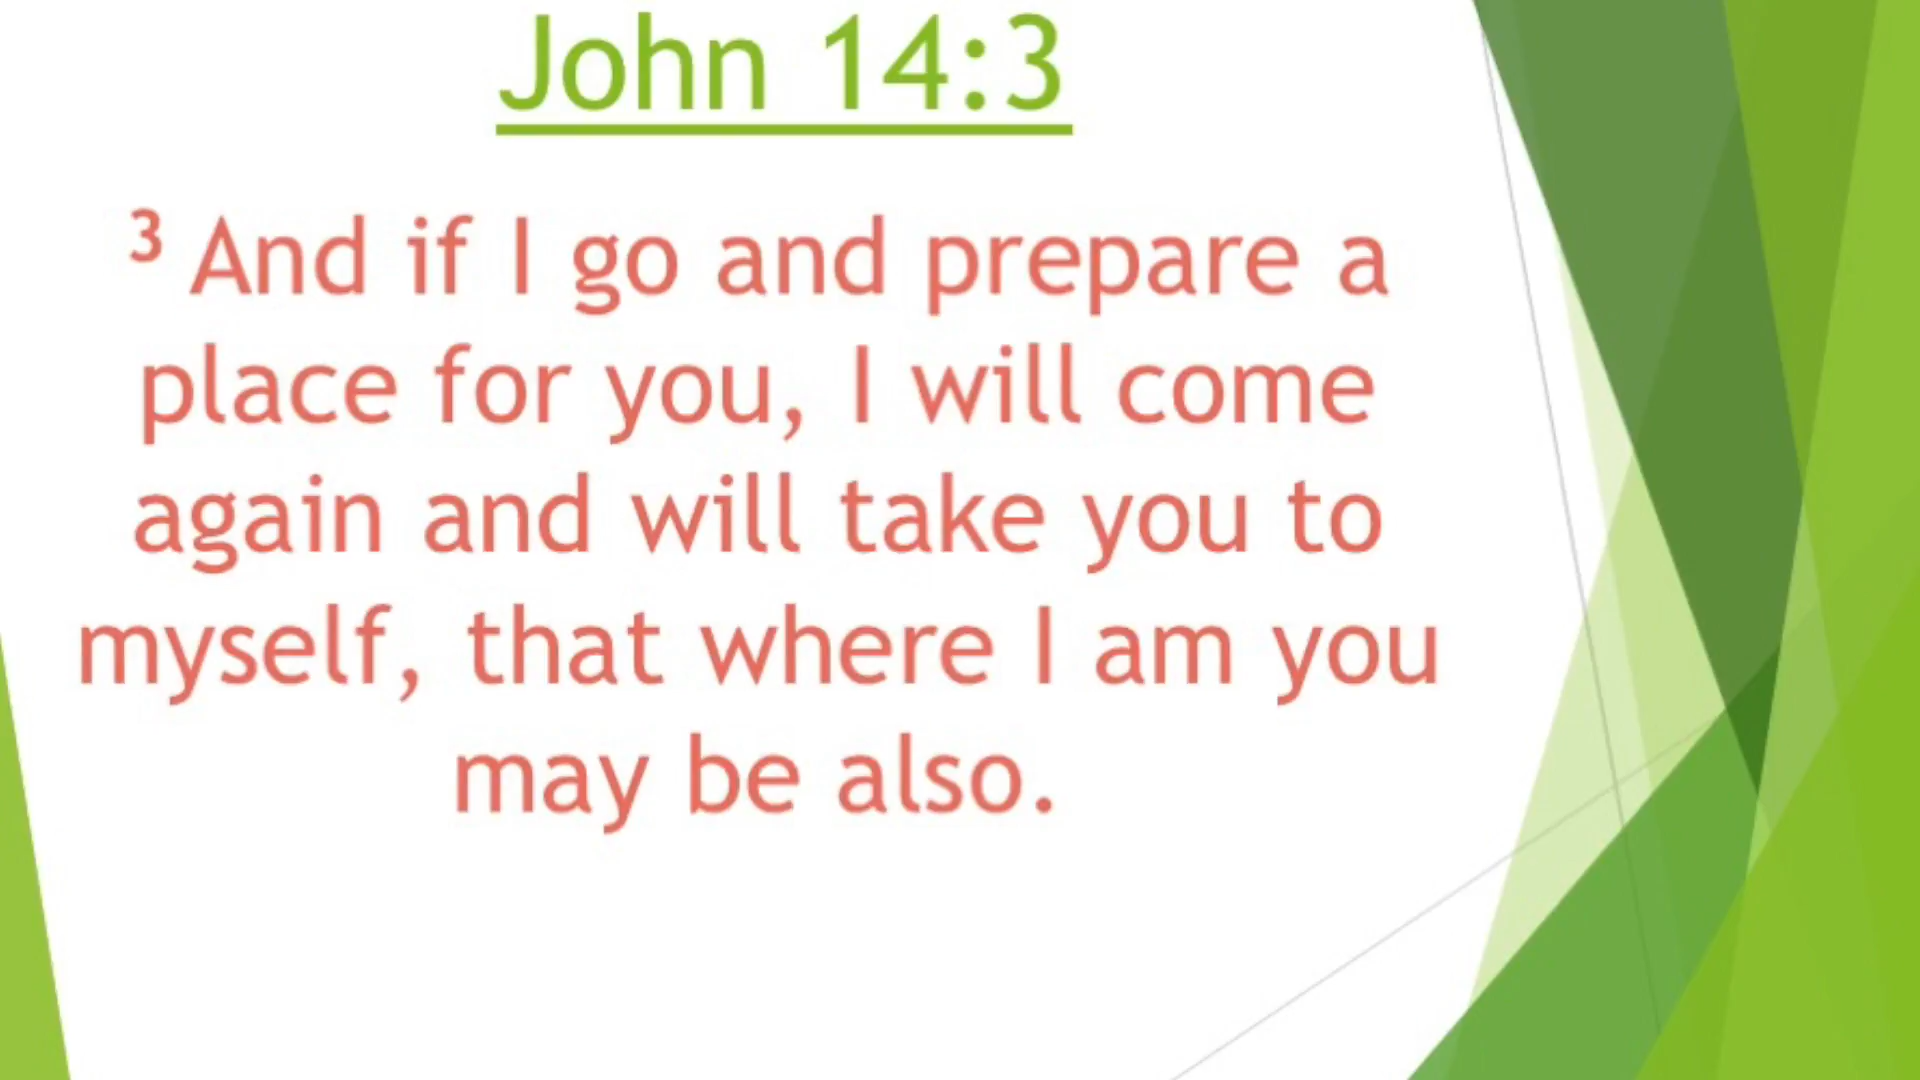 John 14:3
3 And if I go and prepare a
place for you, I will come
again and will take you to
myself, that where I am you
may be also.